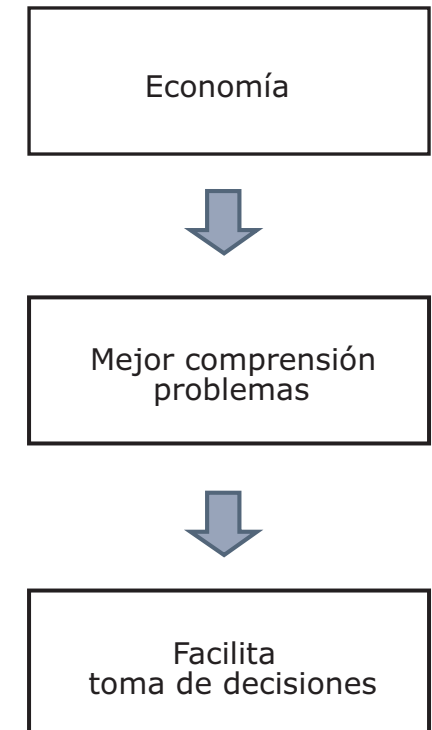 Economía
Mejor comprensión
problemas
Facilita
toma de decisiones